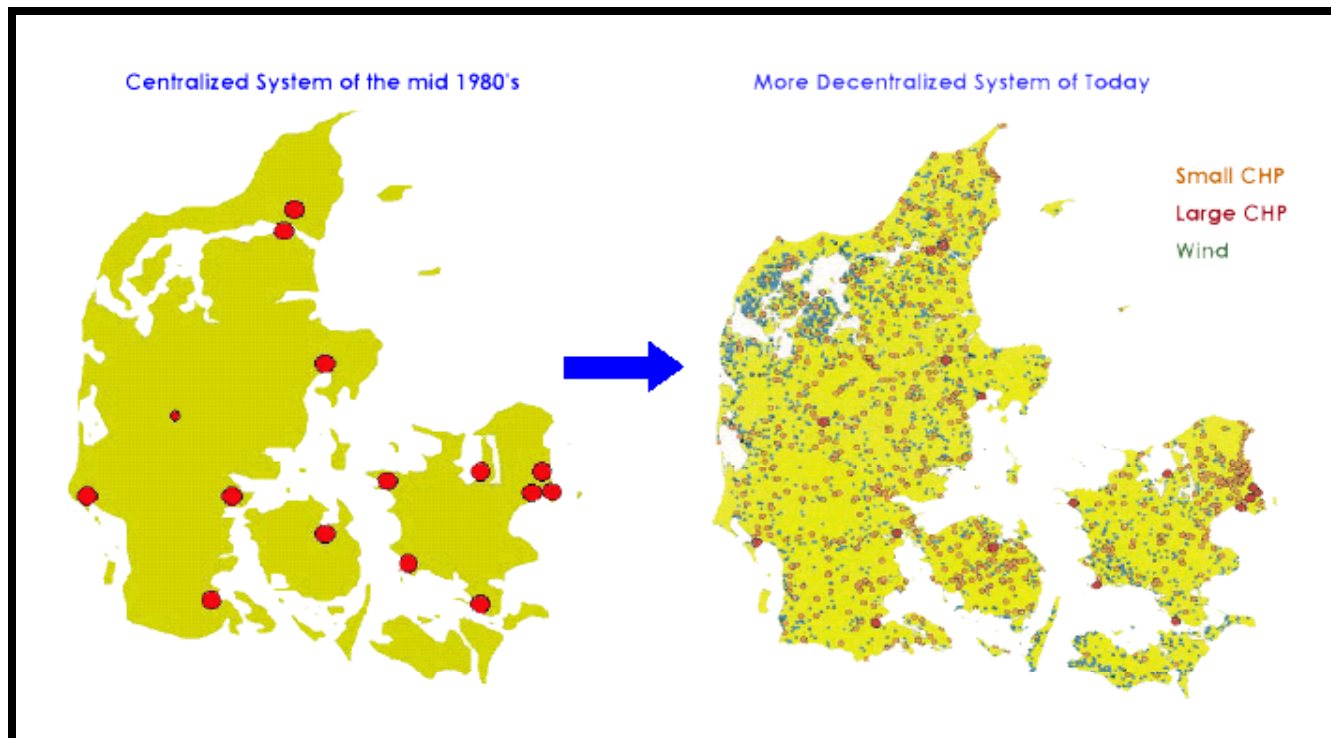 Centralized System of the mid 1980's
More Decentralized System of Today
Small CHP
Large CHP
Wind